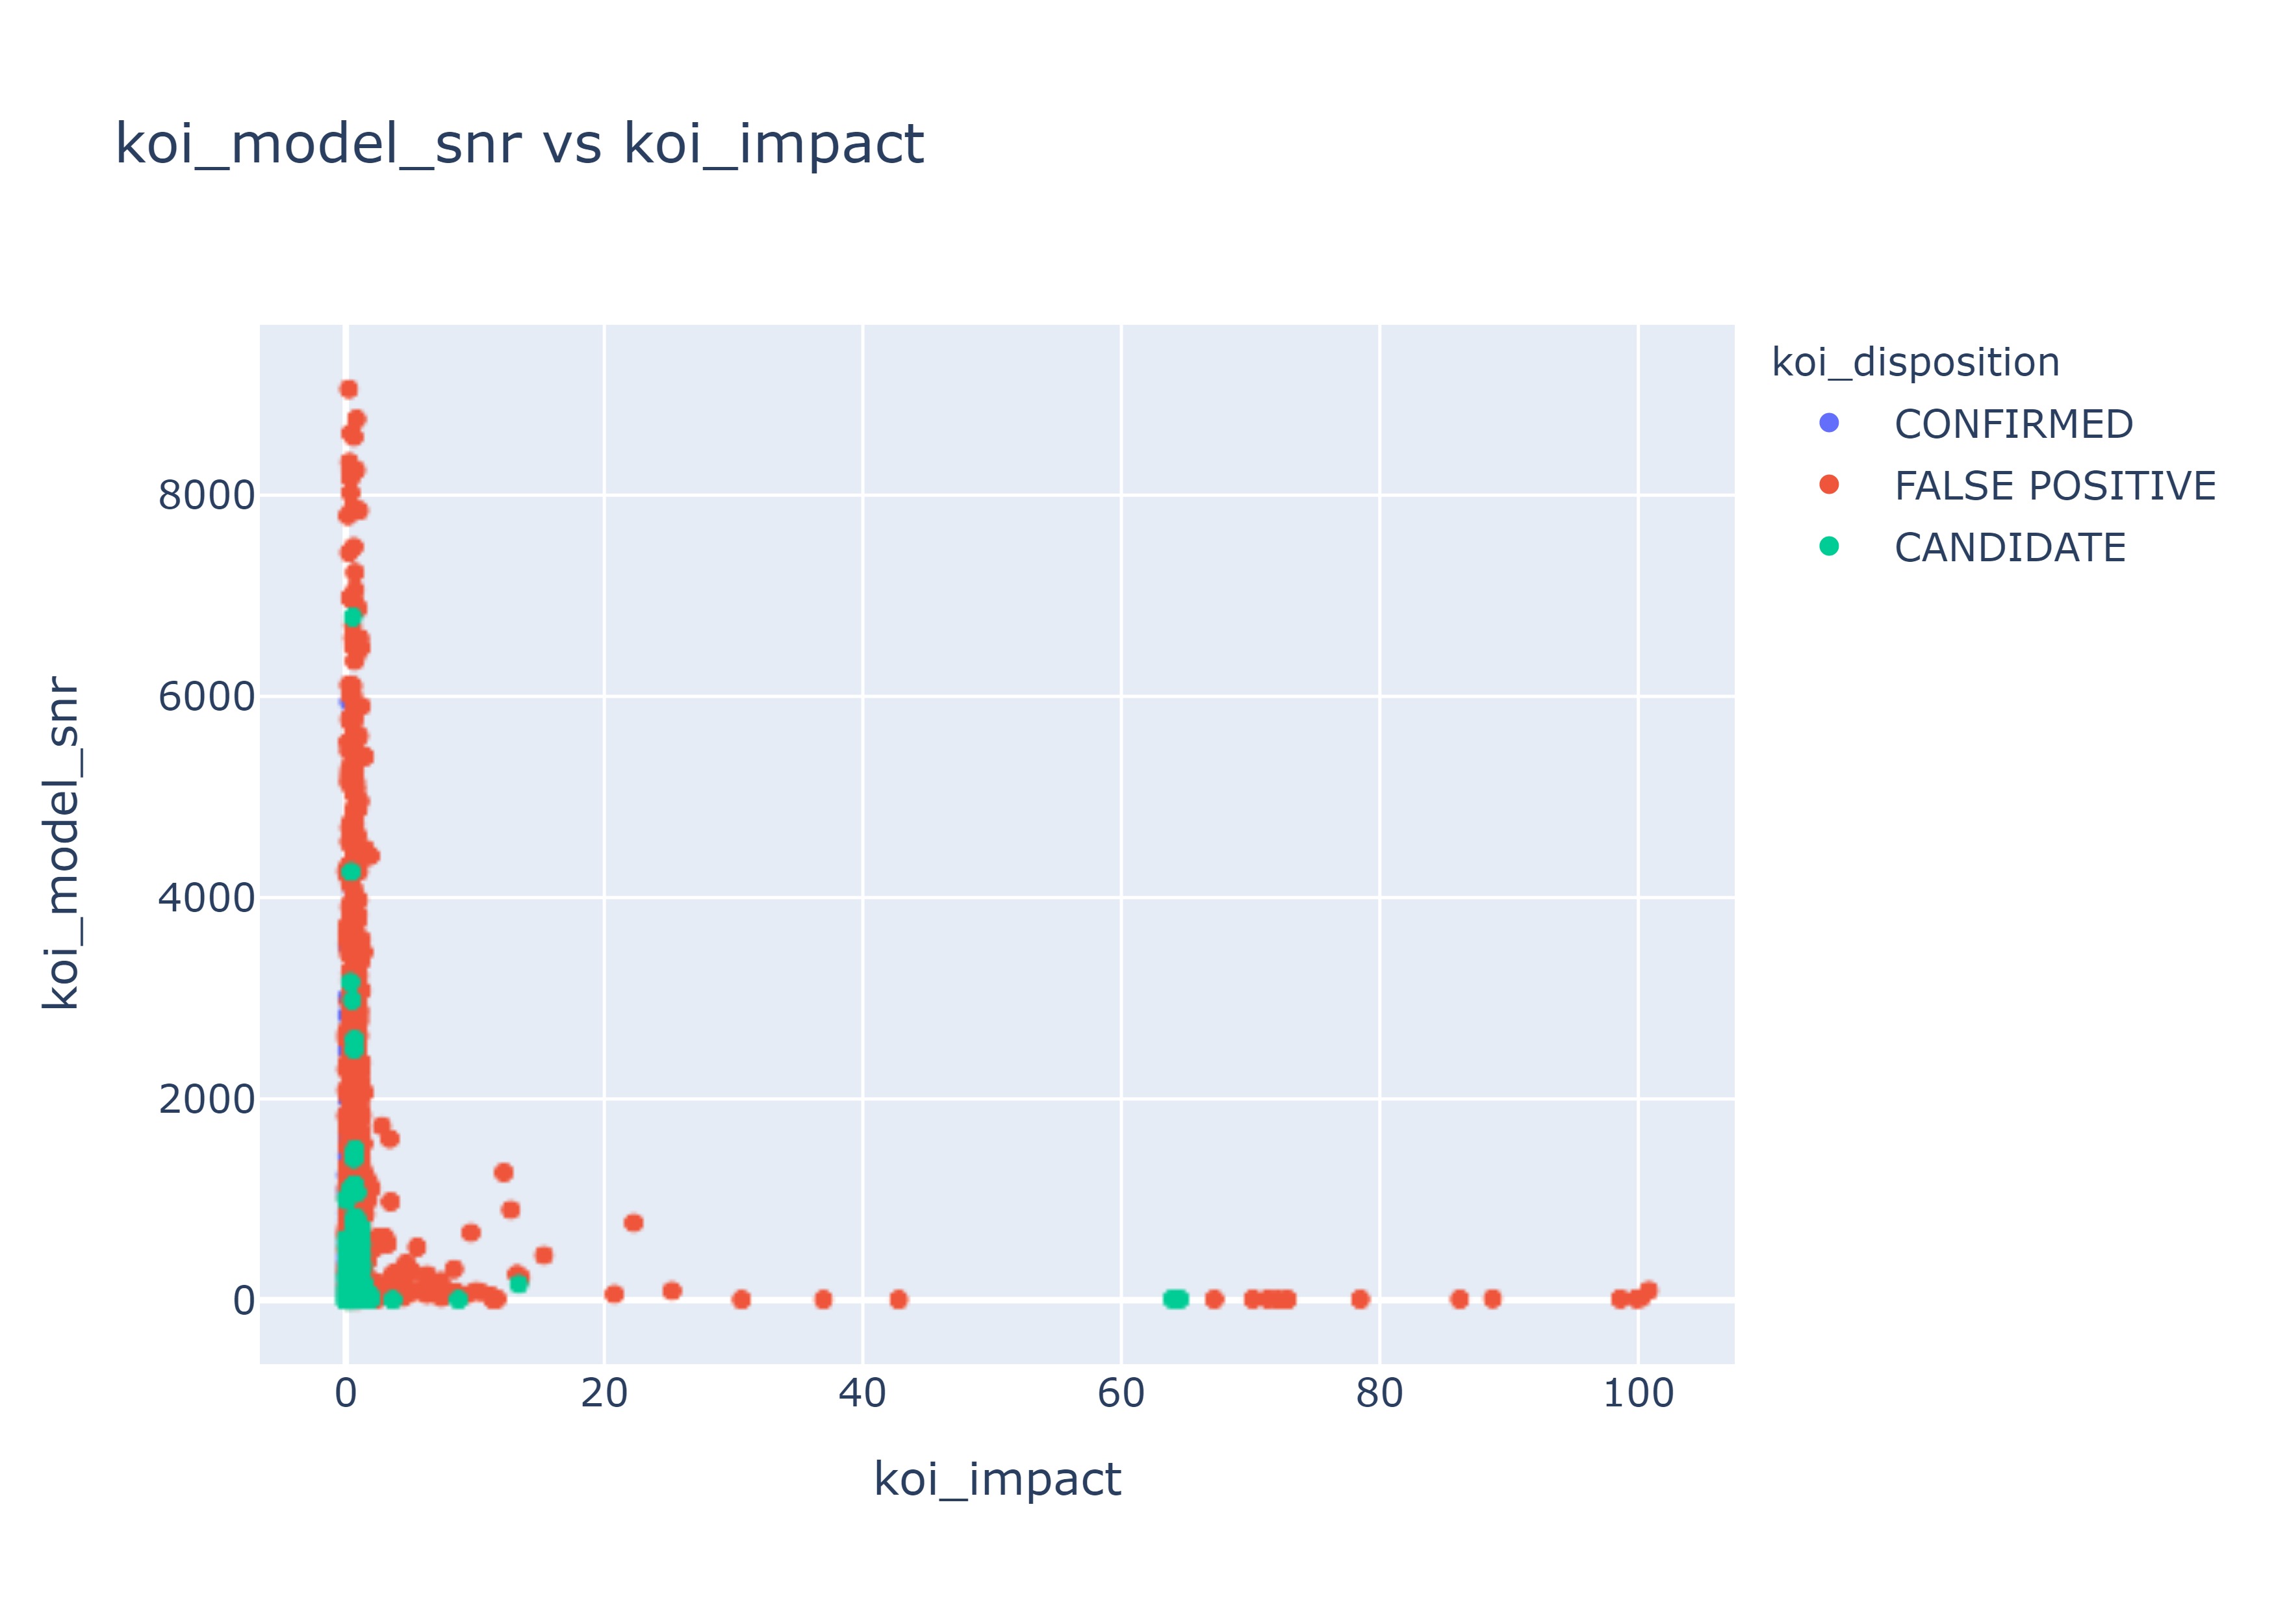 koi_model_snr vs koi_impact
koi_disposition
CONFIRMED
FALSE POSITIVE
CANDIDATE
8000
6000
4000
2000
0
koi_model_snr
0 20 40 60 80 100
koi_impact